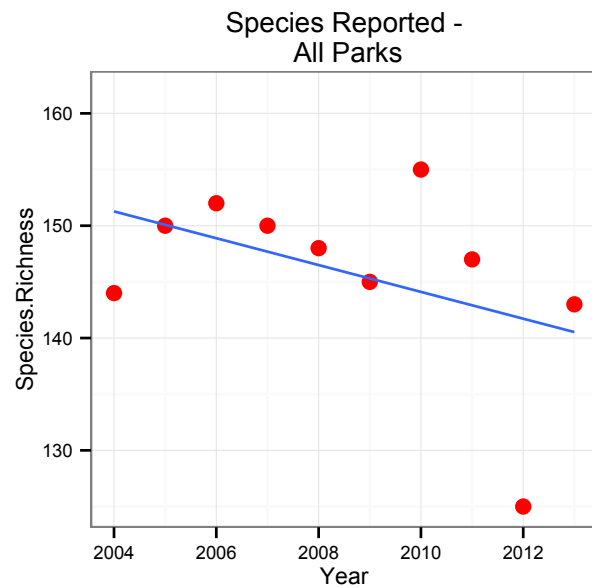 Species Reported -
All Parks
Species.Richness
160
150
140
130
2004 2006 2008 2010 2012
Year